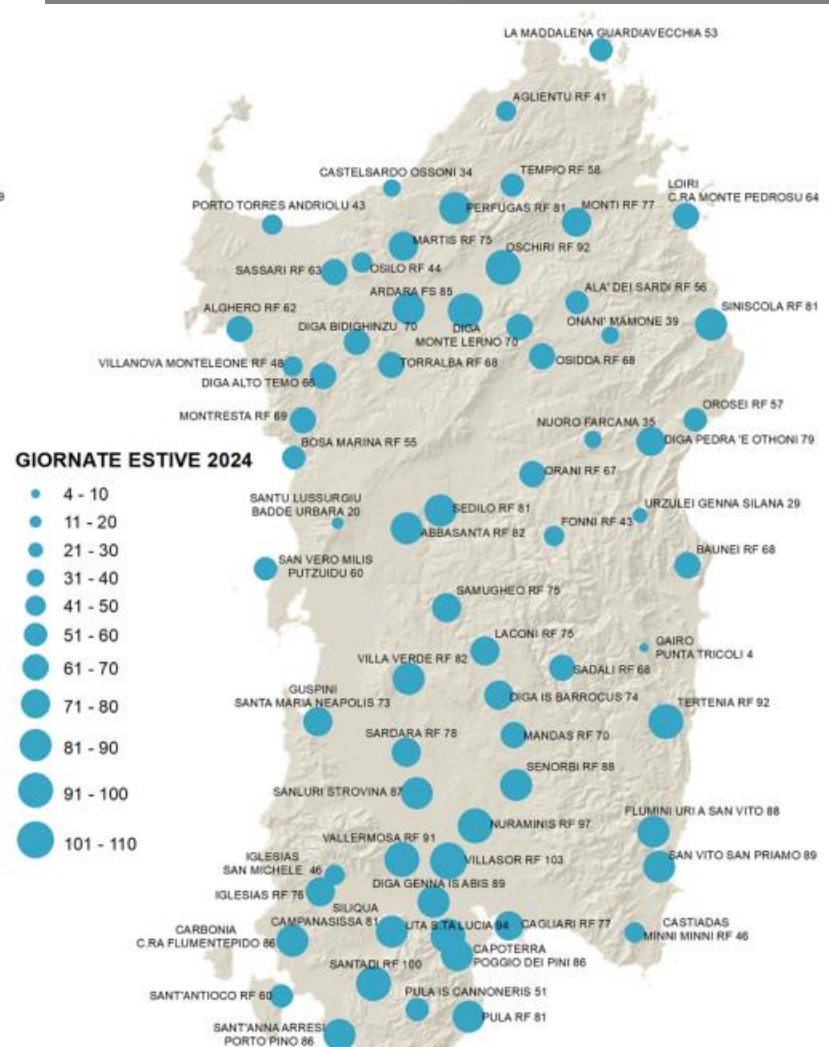 LA MADDALENA GUARDIAVECCHIA 53
AGLIENTU RF 41
CASTELSARDO OSSONI 34
TEMPIO RF 58
LOIRI
C.RA MONTE PEDROSU 64
9
PORTO TORRES ANDRIOLU 43
PERFUGAS RF 81
MONTI RF 77
MARTIS RF 75
OSCHIRI RF 92
SASSARI RF 63
OSILO RF 44
ARDARA FS 85
ALA' DEI SARDI RF 56
SINISCOLA RF 81
ALGHERO RF 62
DIGA BIDIGHINZU 70
DIGA
MONTE LERNO 70
ONANI' MAMONE 39
VILLANOVA MONTELEONE RF 48
TORRALBA RF 68
OSIDDA RF 68
DIGA ALTO TEMO 65
MONTRESTA RF 69
OROSEI RF 57
NUORO FARCANA 35
DIGA PEDRA 'E OTHONI 79
BOSA MARINA RF 55
GIORNATE ESTIVE 2024
ORANI RF 67
4 - 10
11 - 20
21 - 30
31 - 40
41 - 50
51 - 60
61 - 70
71 - 80
81 - 90
91 - 100
101 - 110
SANTU LUSSURGIU
BADDE URBARA 20
SEDILO RF 81
URZULEI GENNA SILANA 29
ABBASANTA RF 82
FONNI RF 43
BAUNEI RF 68
SAN VERO MILIS
PUTZUIDU 60
SAMUGHEO RF 75
LACONI RF 75
GAIRO
PUNTA TRICOLI 4
VILLA VERDE RF 82
SADALI RF 68
GUSPINI
SANTA MARIA NEAPOLIS 73
DIGA IS BARROCUS 74
TERTENIA RF 92
SARDARA RF 78
MANDAS RF 70
SENORBI RF 88
SANLURI STROVINA 87
FLUMINI URI A SAN VITO 88
NURAMINIS RF 97
VALLERMOSA RF 91
IGLESIAS
SAN MICHELE 46
VILLASOR RF 103
SAN VITO SAN PRIAMO 89
DIGA GENNA IS ABIS 89
IGLESIAS RF 76
SILIQUA
CAMPANASISSA 81
UTA S.TA LUCIA 94
CAGLIARI RF 77
CASTIADAS
MINNI MINNI RF 46
CARBONIA
C.RA FLUMENTEPIDO 86
CAPOTERRA
POGGIO DEI PINI 86
SANTADI RF 100
SANT'ANTIOCO RF 60
PULA IS CANNONERIS 51
PULA RF 81
SANT'ANNA ARRESI
PORTO PINO 86